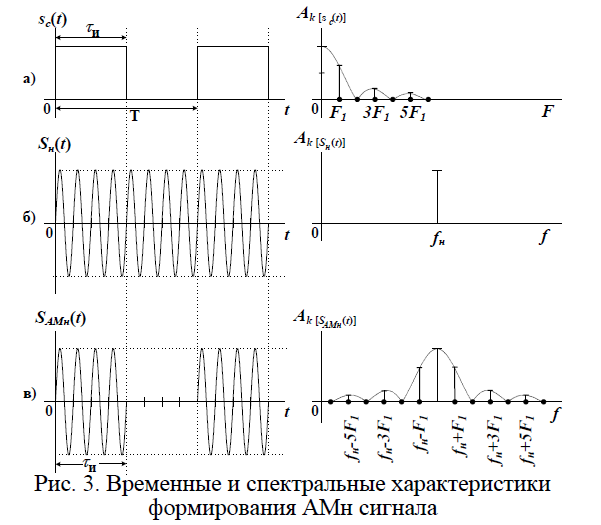 s_c(t)
τ_И
A_k [s_c(t)]
а)
0
T
t
0
F_1
3F_1
5F_1
F
S_н(t)
A_k [S_н(t)]
б)
0
t
0
f_н
f
S_АМн(t)
A_k [S_АМн(t)]
в)
0
t
τ_И
0
f_н-5F_1
f_н-3F_1
f_н-F_1
f_н+F_1
f_н+3F_1
f_н+5F_1
f
Рис. 3. Временные и спектральные характеристики
формирования АМн сигнала